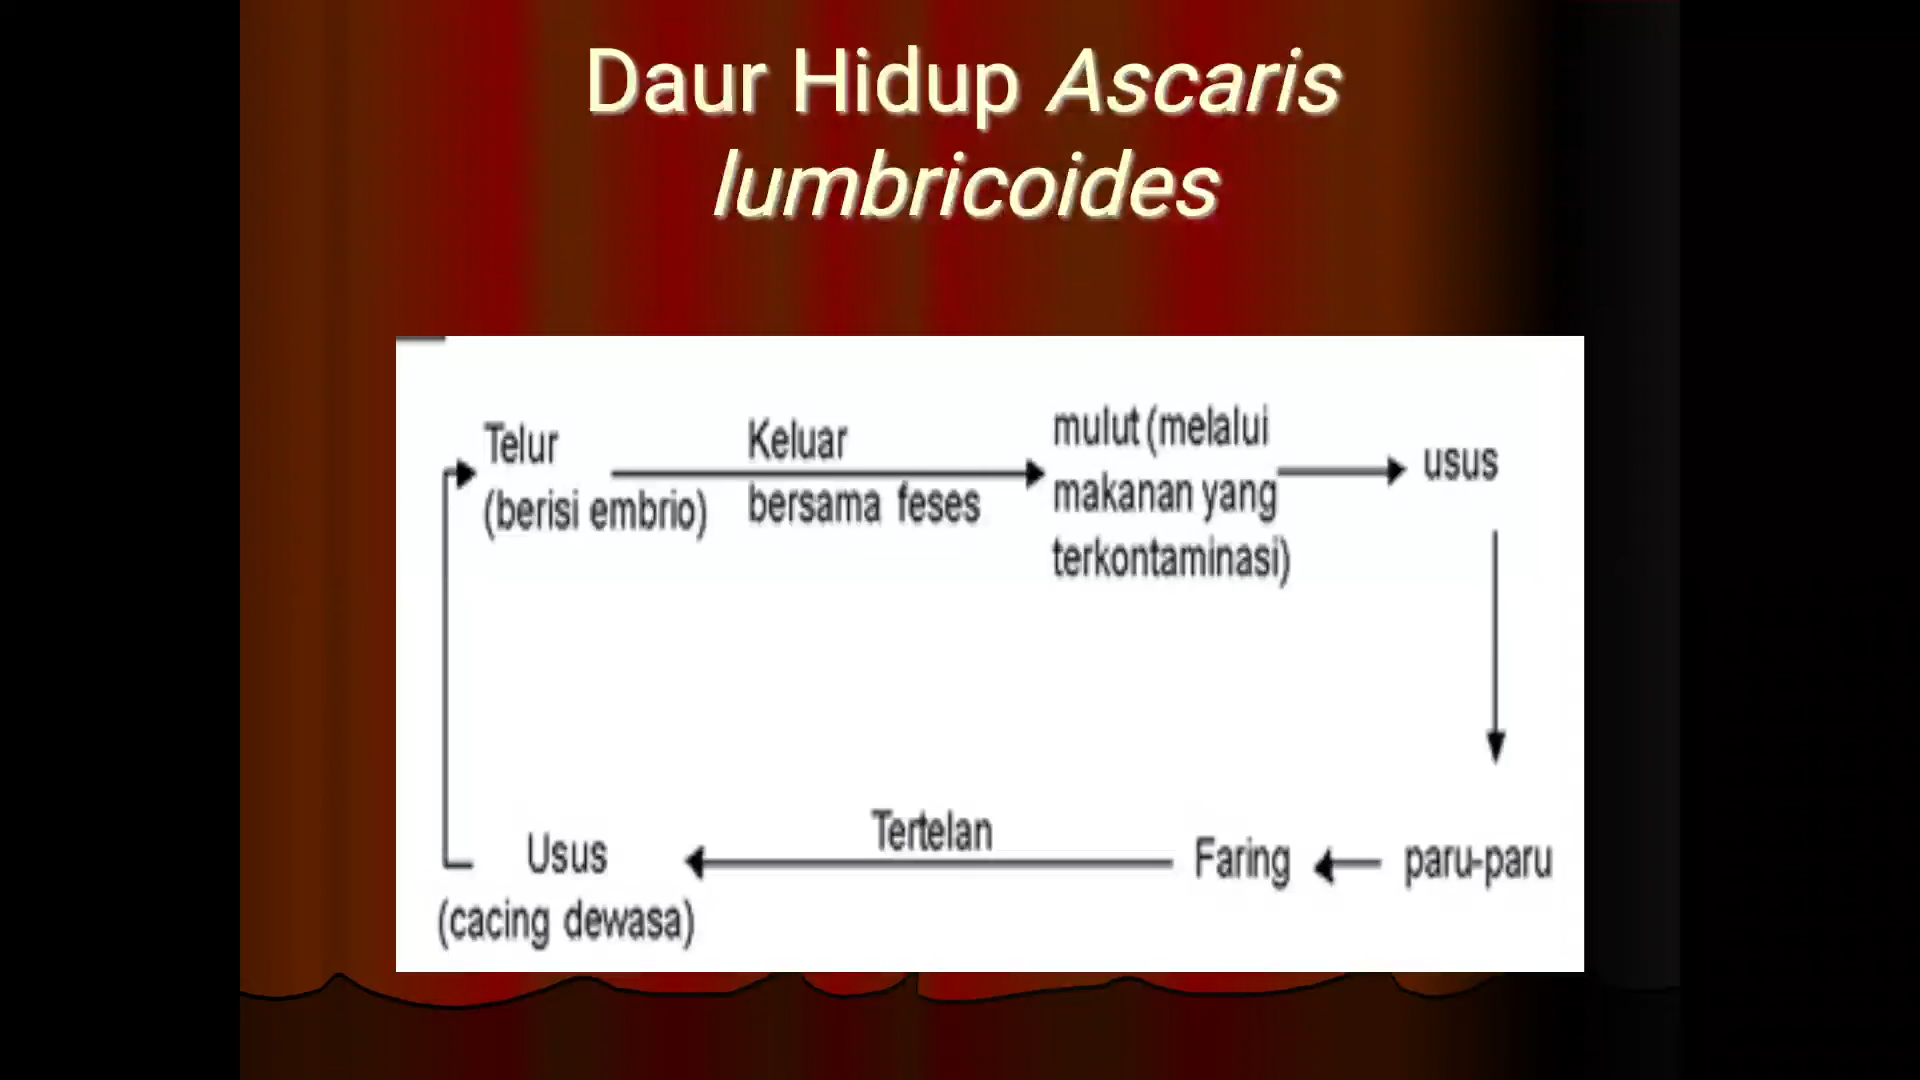 Daur Hidup Ascaris
lumbricoides
Telur
(berisi embrio)
Keluar
bersama feses
mulut (melalui
makanan yang
terkontaminasi)
usus
paru-paru
Faring
Tertelan
Usus
(cacing dewasa)